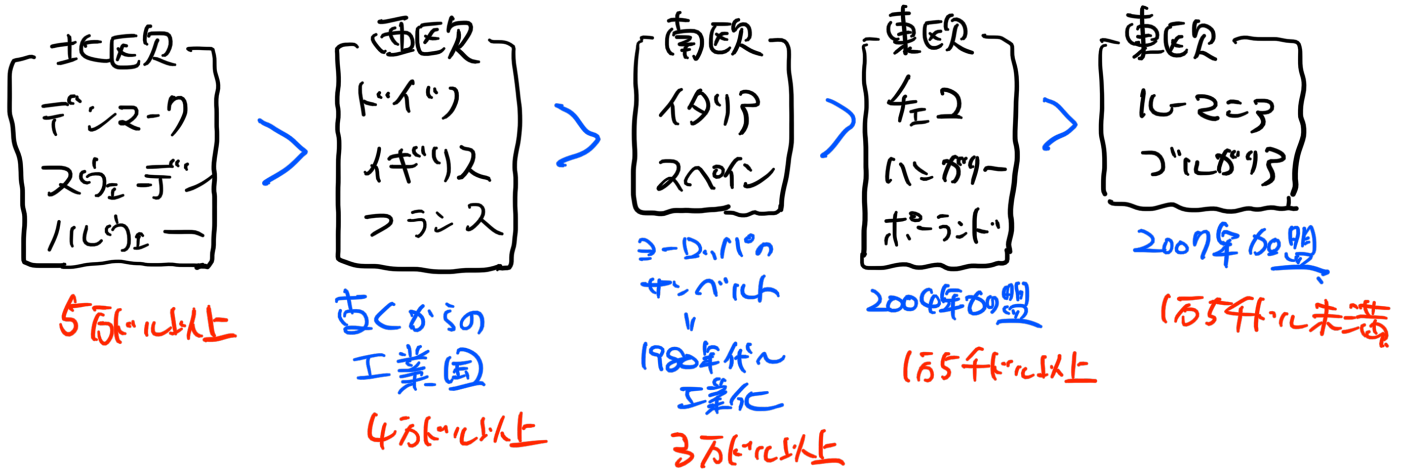 北欧
デンマーク
スウェーデン
ノルウェー
5万ドル以上
>
西欧
ドイツ
イギリス
フランス
古くからの
工業国
4万ドル以上
>
南欧
イタリア
スペイン
ヨーロッパの
サンベルト
〃
1980年代〜
工業化
3万ドル以上
>
東欧
チェコ
ハンガリー
ポーランド
2004年加盟
1万5千ドル以上
>
東欧
ルーマニア
ブルガリア
2007年加盟
1万5千ドル未満